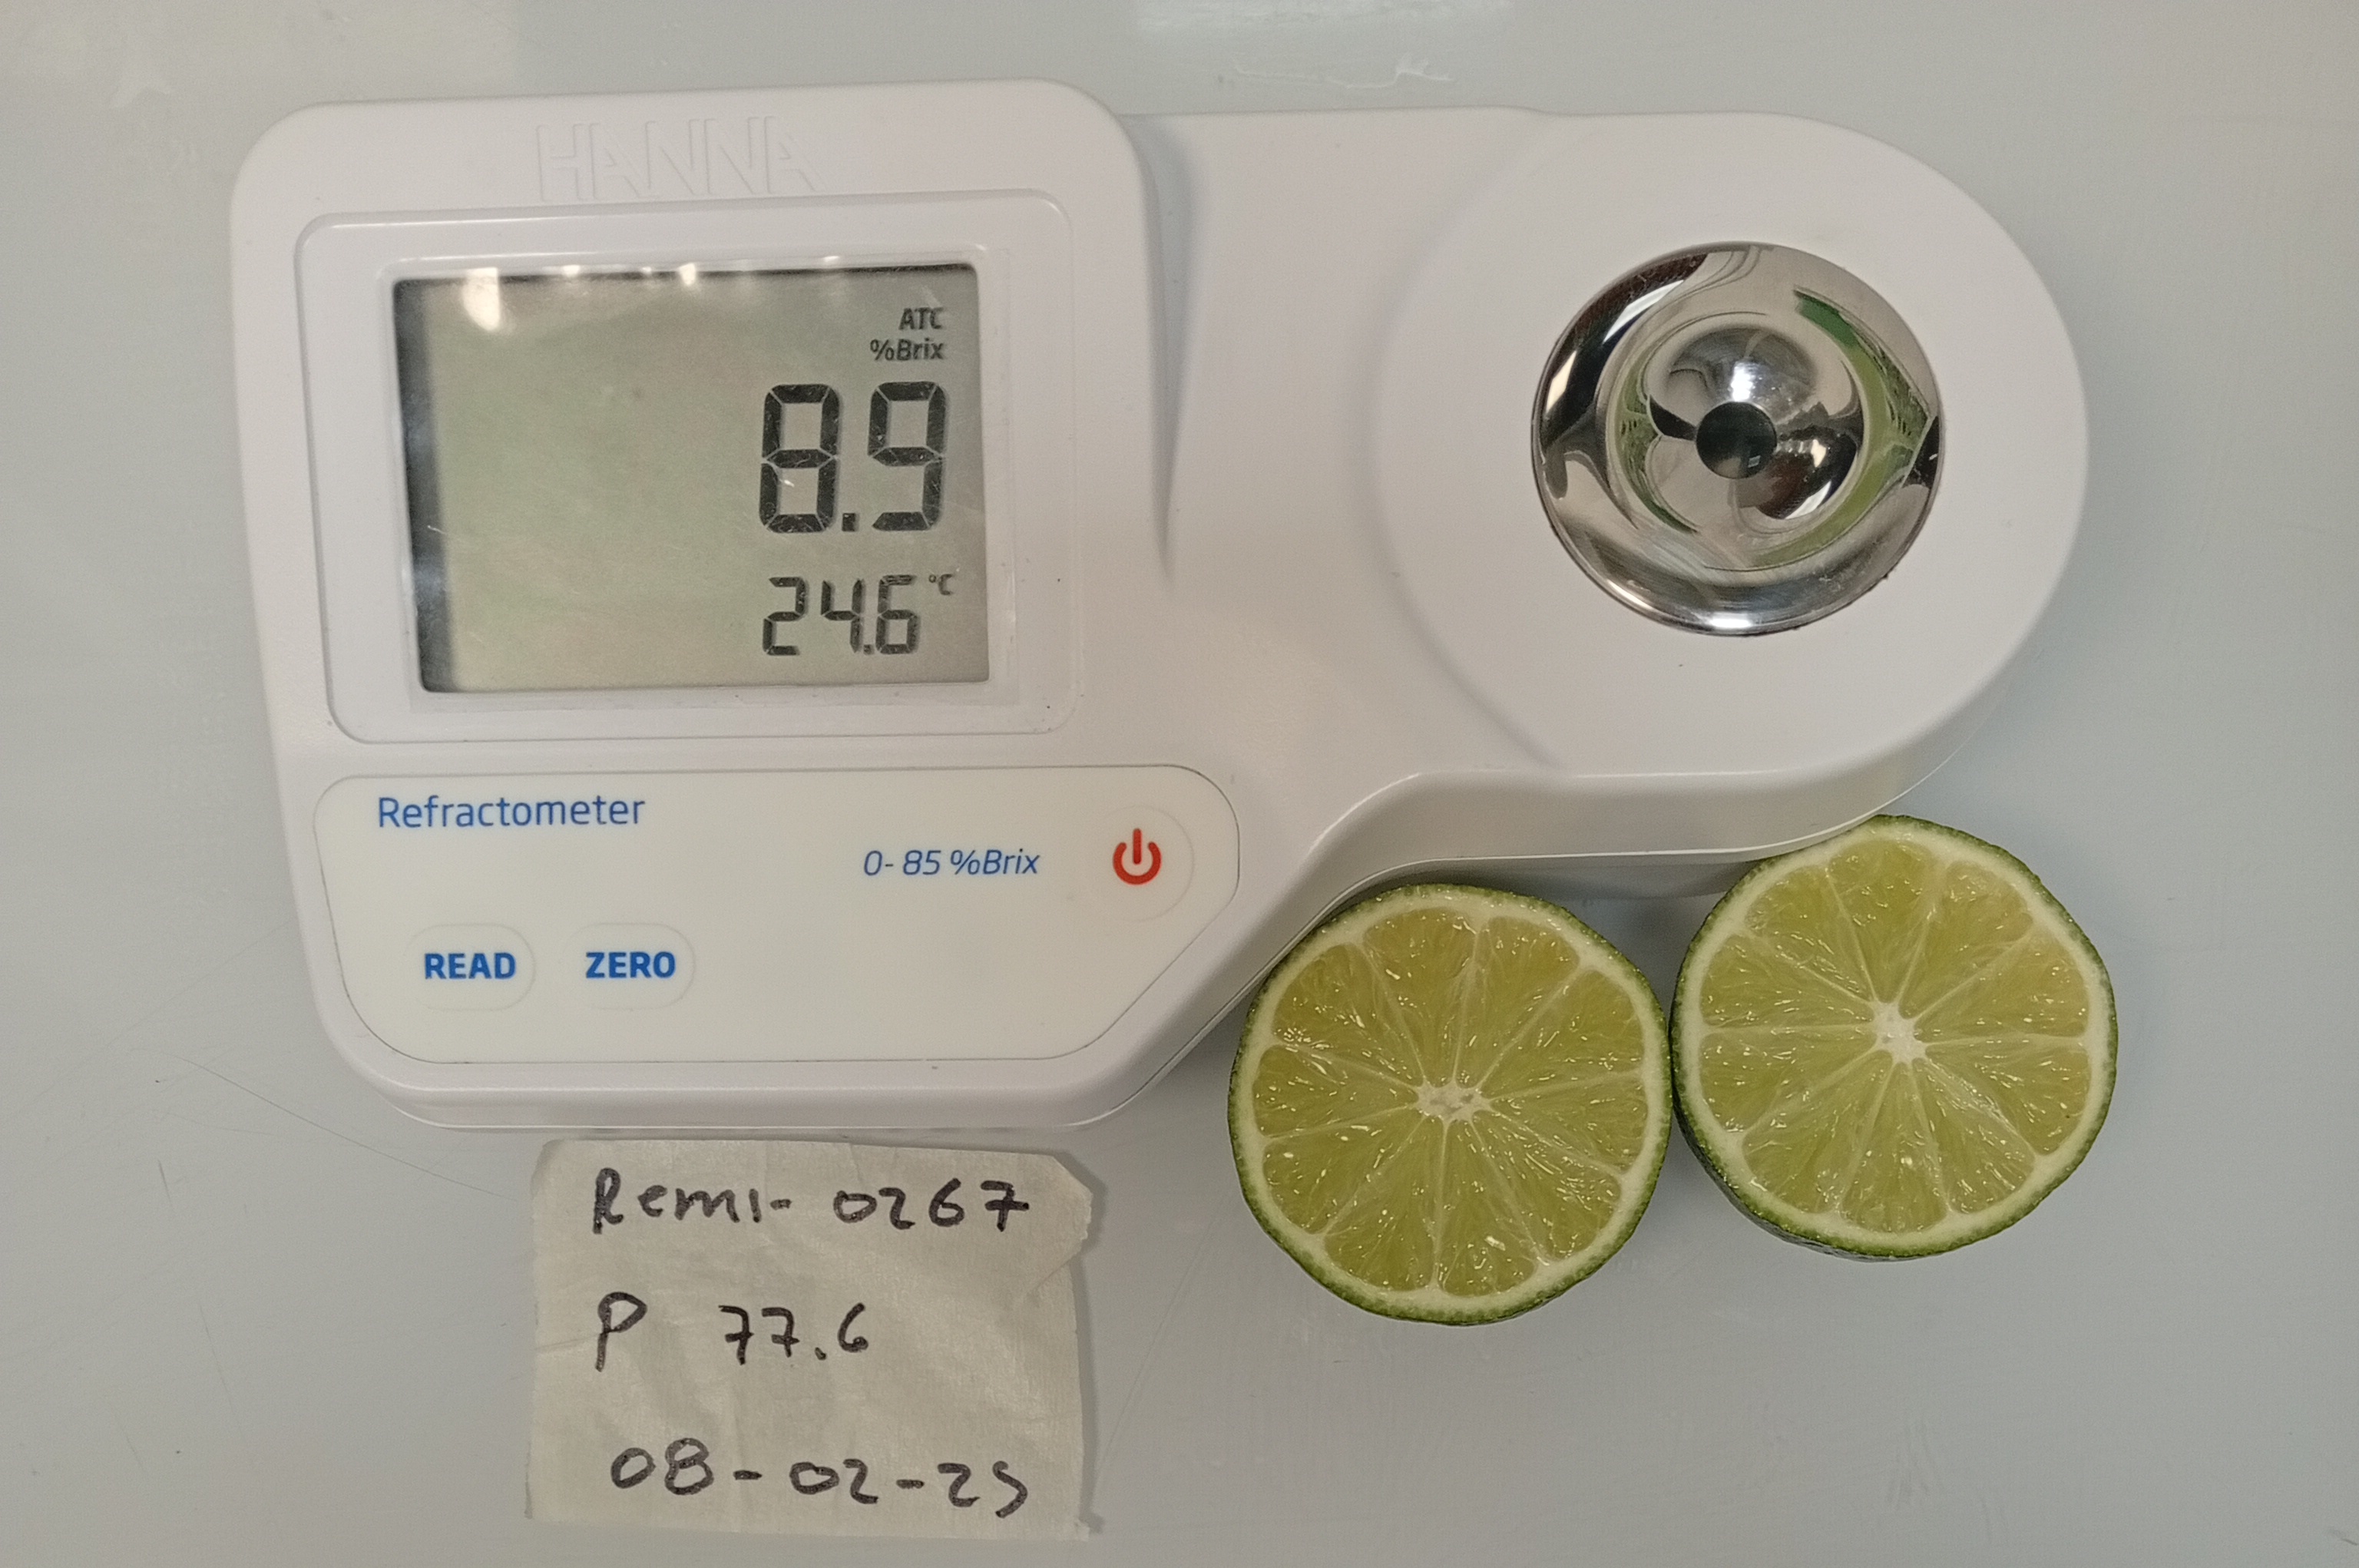 HANNA
ATC
%Brix
8.9
24.6 °C
Refractometer
0- 85 %Brix
READ ZERO
Remi- 0267
P 77.6
08-02-25